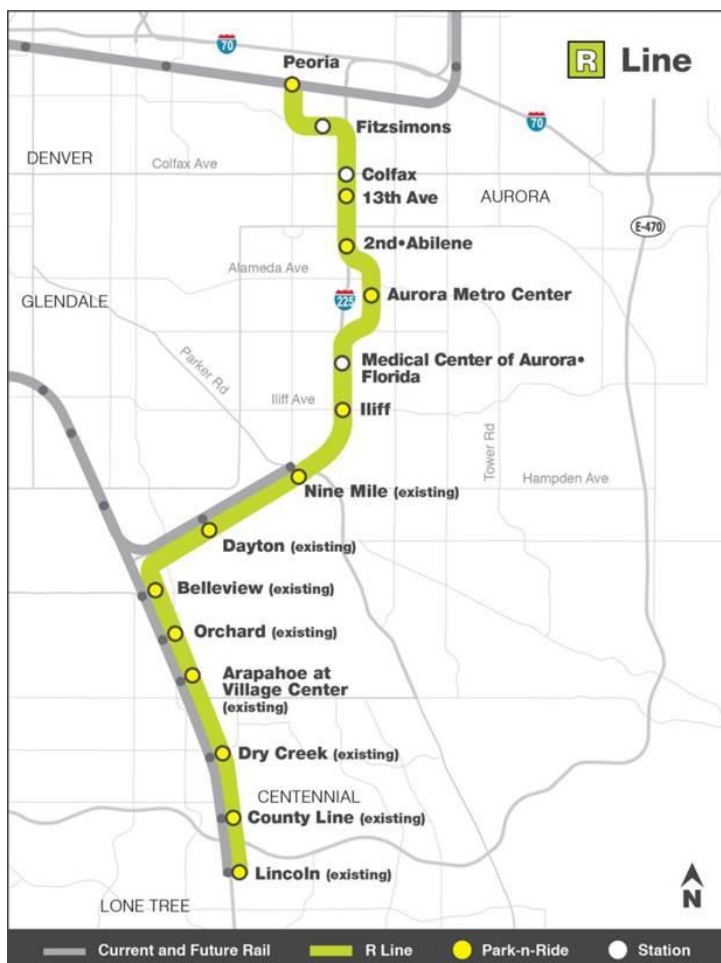 70
Peoria
R Line
Fitzsimons
70
DENVER
Colfax Ave
Colfax
13th Ave
AURORA
E-470
2nd•Abilene
Alameda Ave
GLENDALE
225
Aurora Metro Center
Parker Rd
Medical Center of Aurora•
Florida
Iliff Ave
Iliff
Tower Rd
Hampden Ave
Nine Mile (existing)
Dayton (existing)
Belleview (existing)
Orchard (existing)
Arapahoe at
Village Center
(existing)
Dry Creek (existing)
CENTENNIAL
County Line (existing)
Lincoln (existing)
LONE TREE
N
Current and Future Rail
R Line
Park-n-Ride
Station